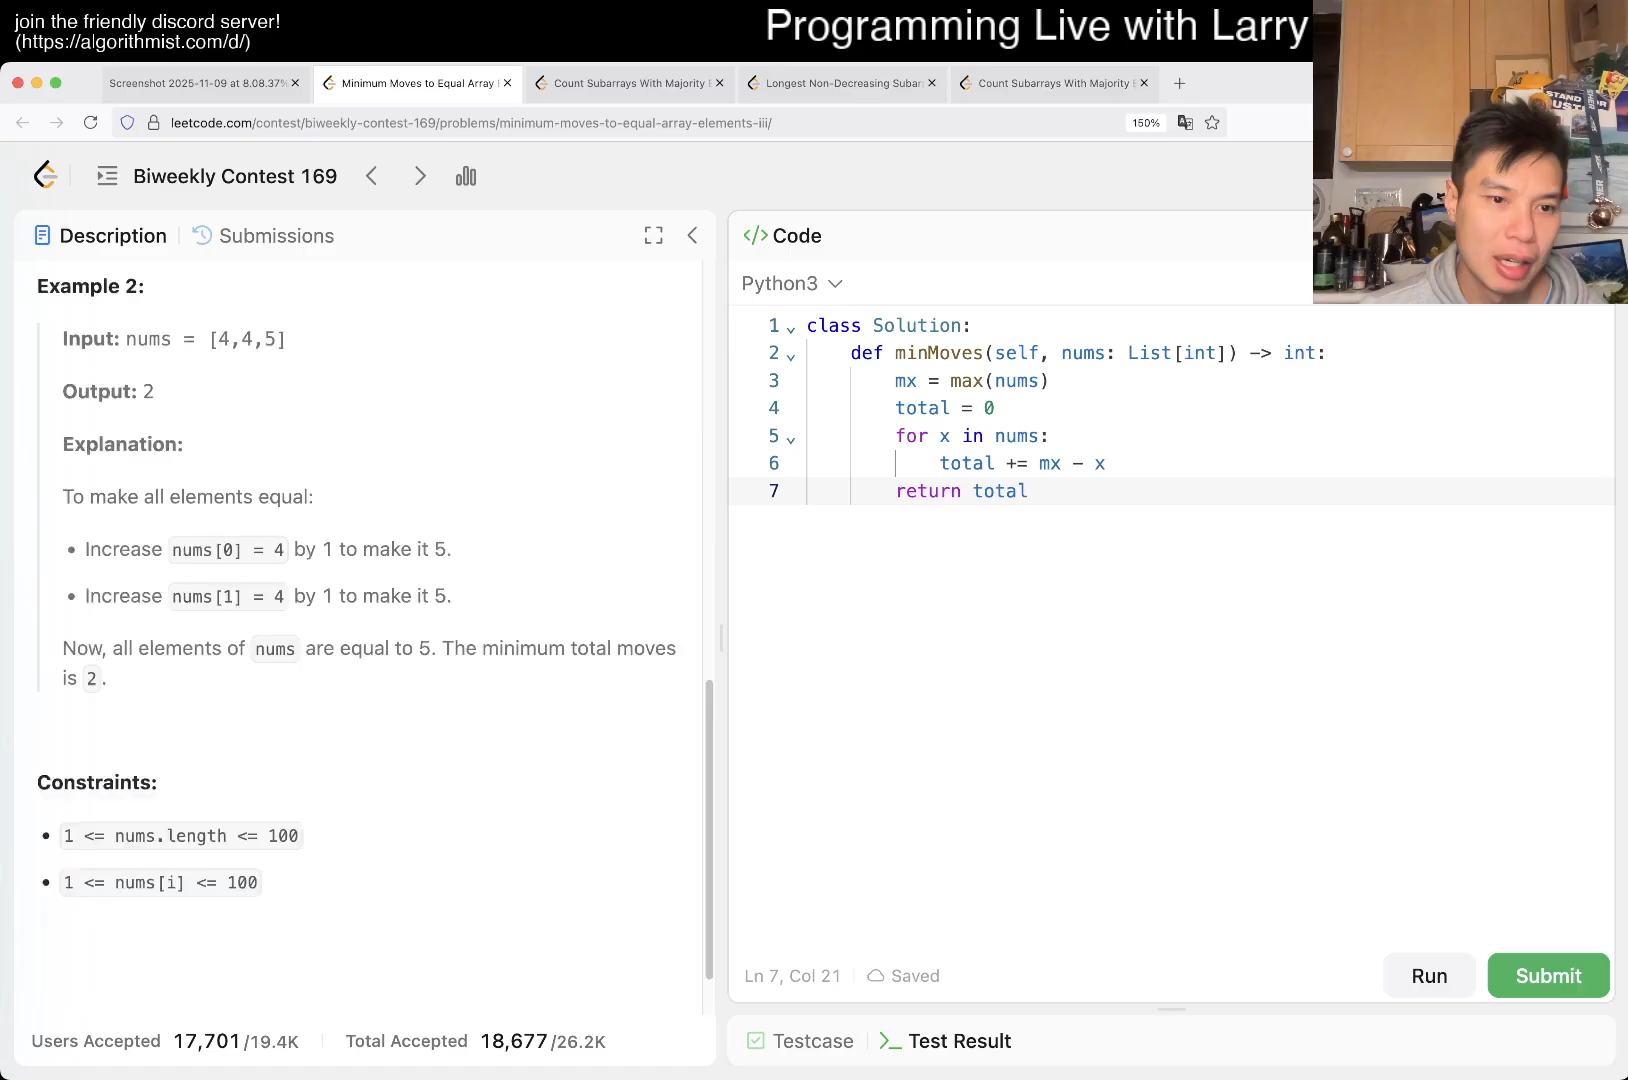 join the friendly discord server!
(https://algorithmist.com/d/)
Programming Live with Larry
Screenshot 2025-11-09 at 8.08.37
Minimum Moves to Equal Array
Count Subarrays With Majority
Longest Non-Decreasing Subar
Count Subarrays With Majority
leetcode.com/contest/biweekly-contest-169/problems/minimum-moves-to-equal-array-elements-iii/
150%
Biweekly Contest 169
Description
Submissions
Example 2:
Input: nums = [4,4,5]
Output: 2
Explanation:
To make all elements equal:
• Increase nums[0] = 4 by 1 to make it 5.
• Increase nums[1] = 4 by 1 to make it 5.
Now, all elements of nums are equal to 5. The minimum total moves
is 2.
Constraints:
• 1 <= nums.length <= 100
• 1 <= nums[i] <= 100
Users Accepted 17,701/19.4K
Total Accepted 18,677/26.2K
</> Code
Python3
1 class Solution:
2 def minMoves(self, nums: List[int]) -> int:
3 mx = max(nums)
4 total = 0
5 for x in nums:
6 total += mx - x
7 return total
Ln 7, Col 21
Saved
Run
Submit
Testcase
>_ Test Result
STAND